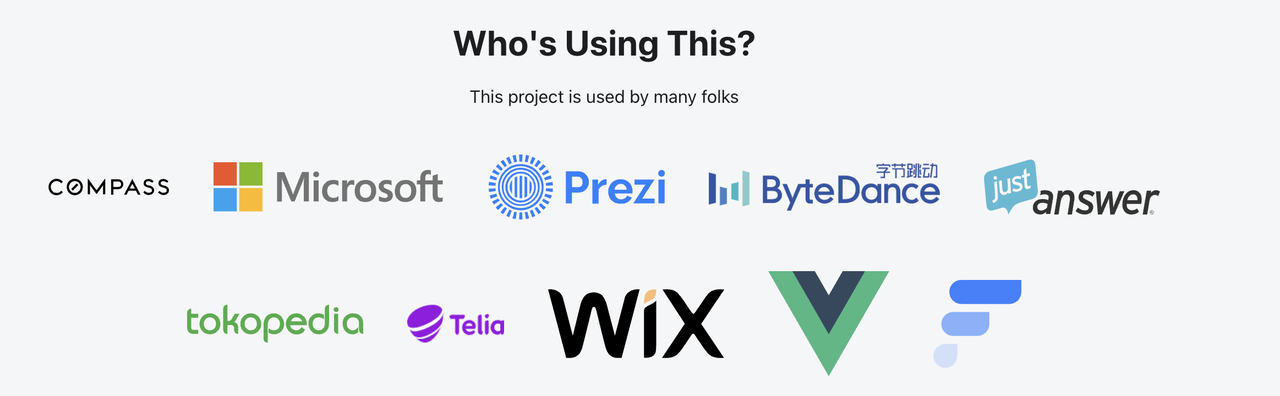 Who's Using This?
This project is used by many folks
COMPASS
Microsoft
Prezi
字节跳动
ByteDance
just
answer®
tokopedia
Telia
WiX